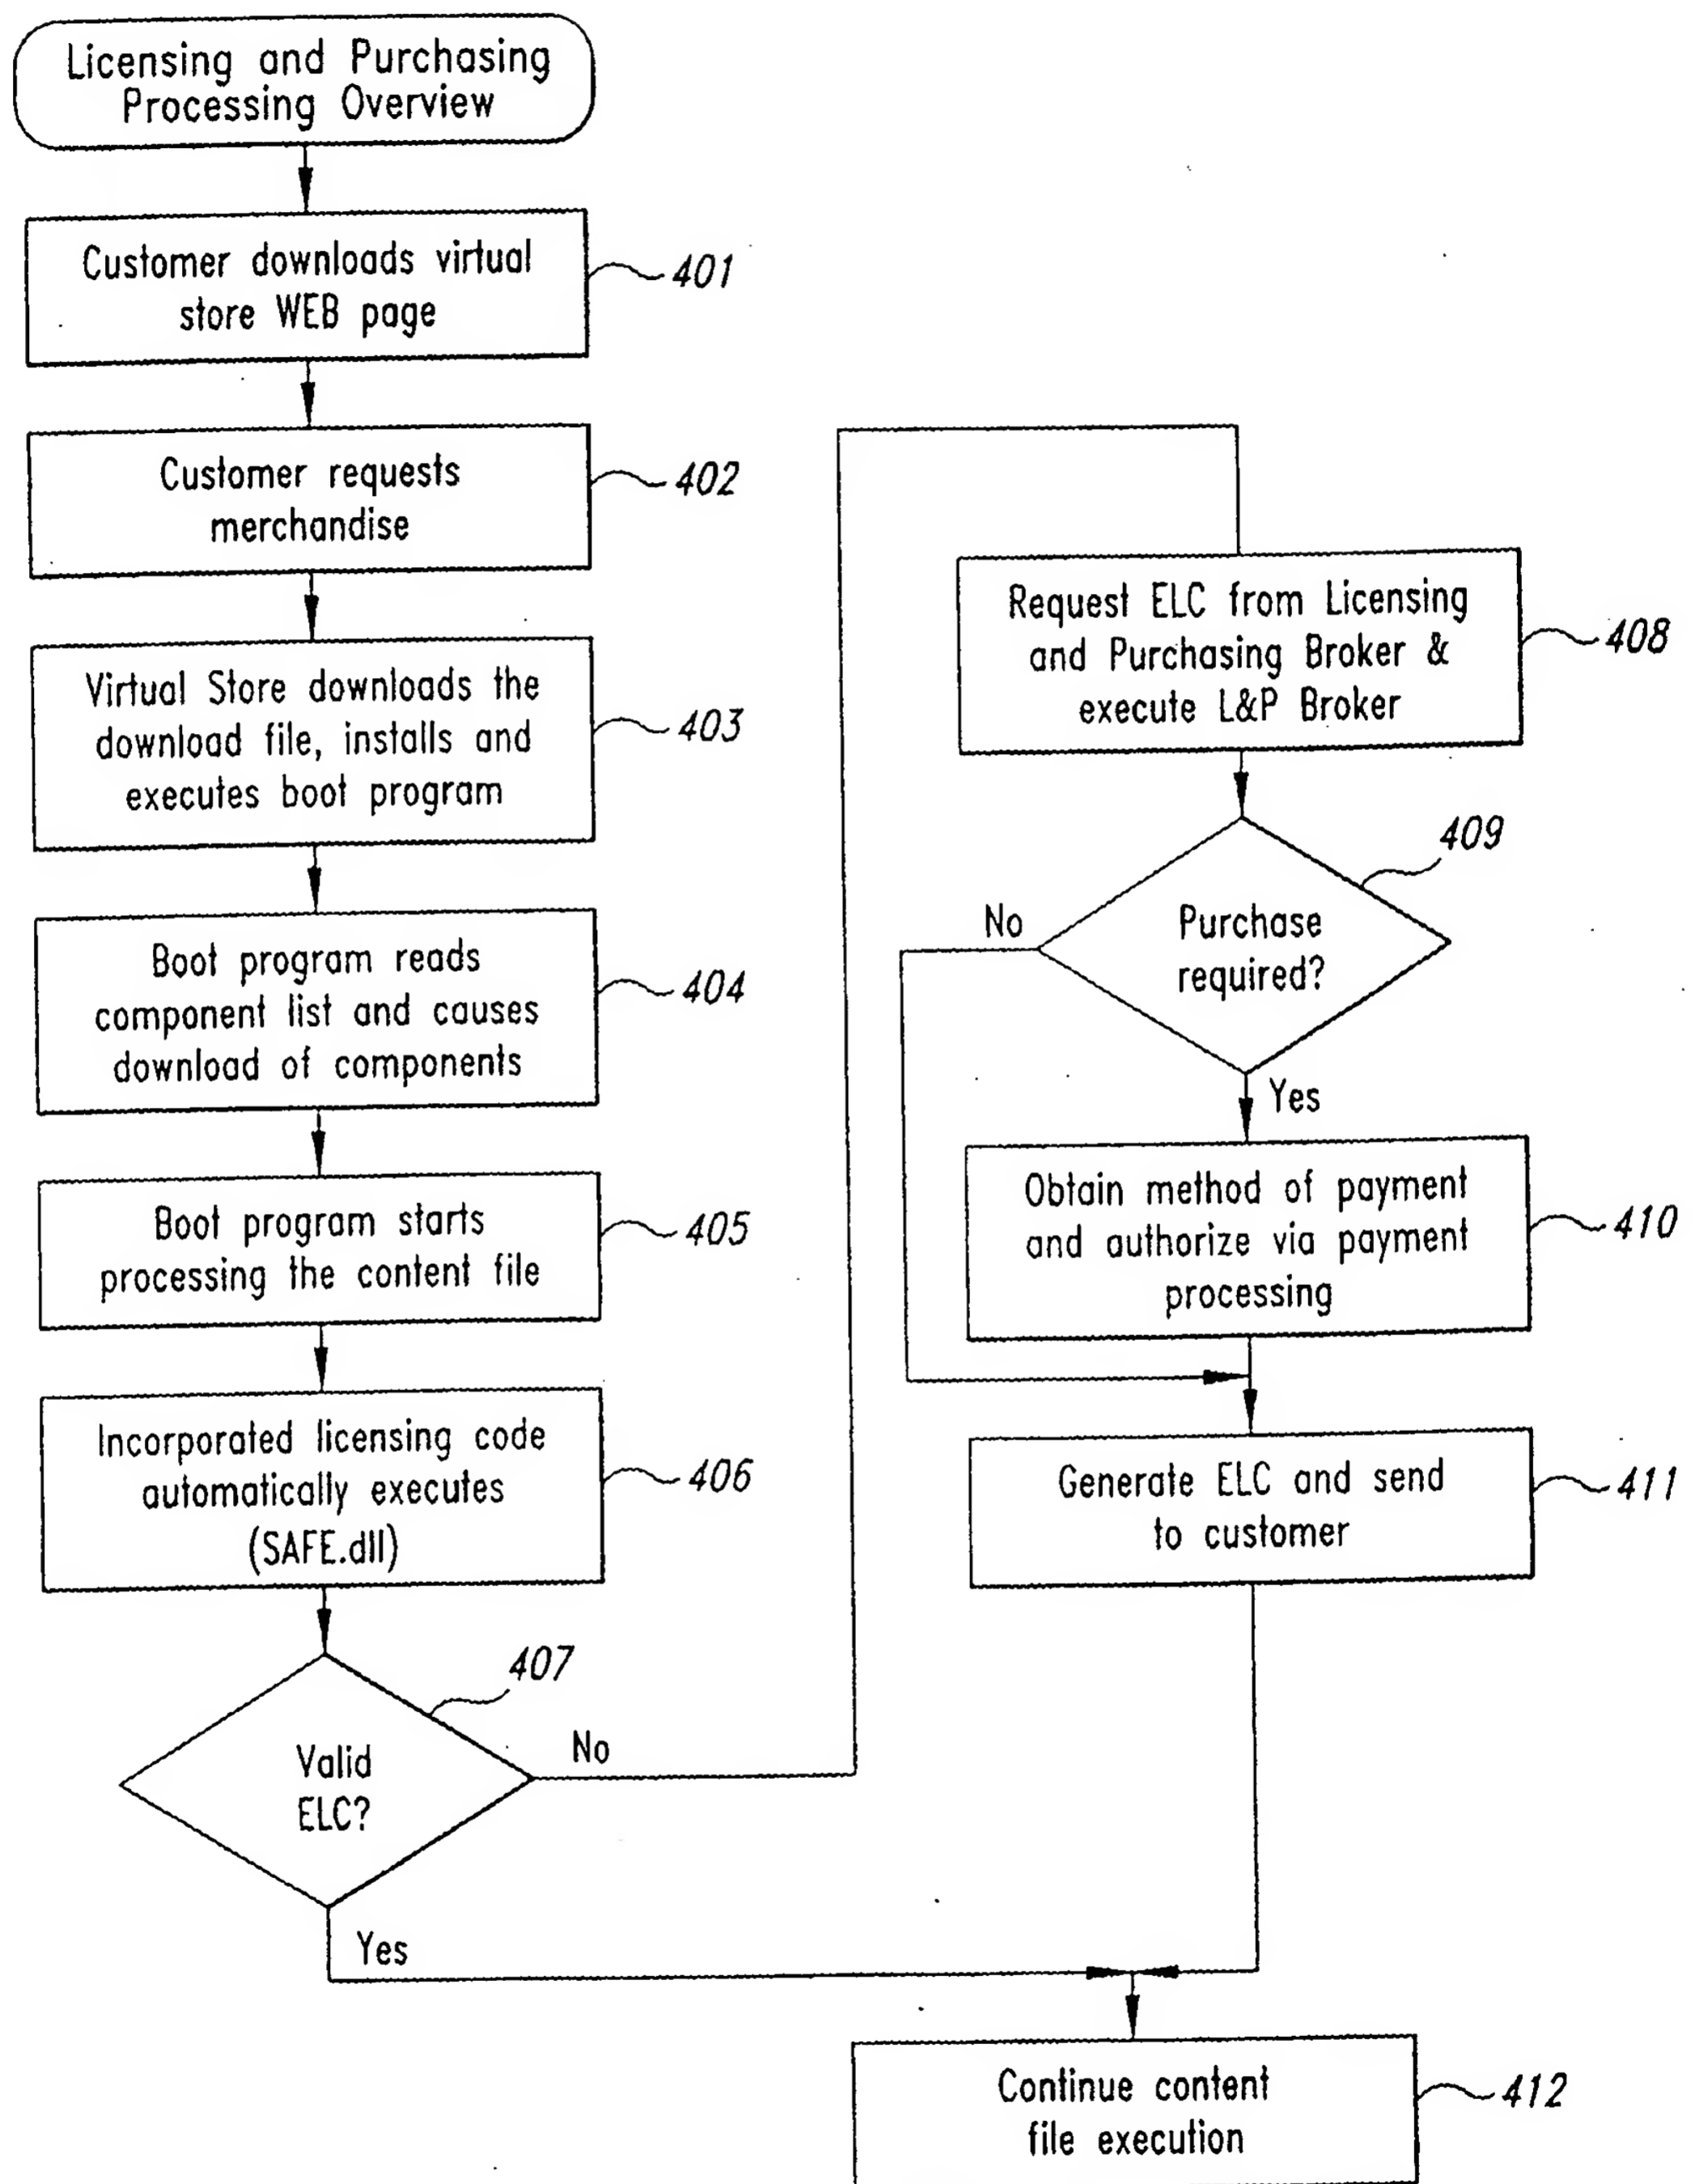 Licensing and Purchasing
Processing Overview
Customer downloads virtual
store WEB page
401
Customer requests
merchandise
402
Virtual Store downloads the
download file, installs and
executes boot program
403
Boot program reads
component list and causes
download of components
404
Boot program starts
processing the content file
405
Incorporated licensing code
automatically executes
(SAFE.dll)
406
407
Valid
ELC?
No
Yes
Request ELC from Licensing
and Purchasing Broker &
execute L&P Broker
408
409
Purchase
required?
No
Yes
Obtain method of payment
and authorize via payment
processing
410
Generate ELC and send
to customer
411
Continue content
file execution
412